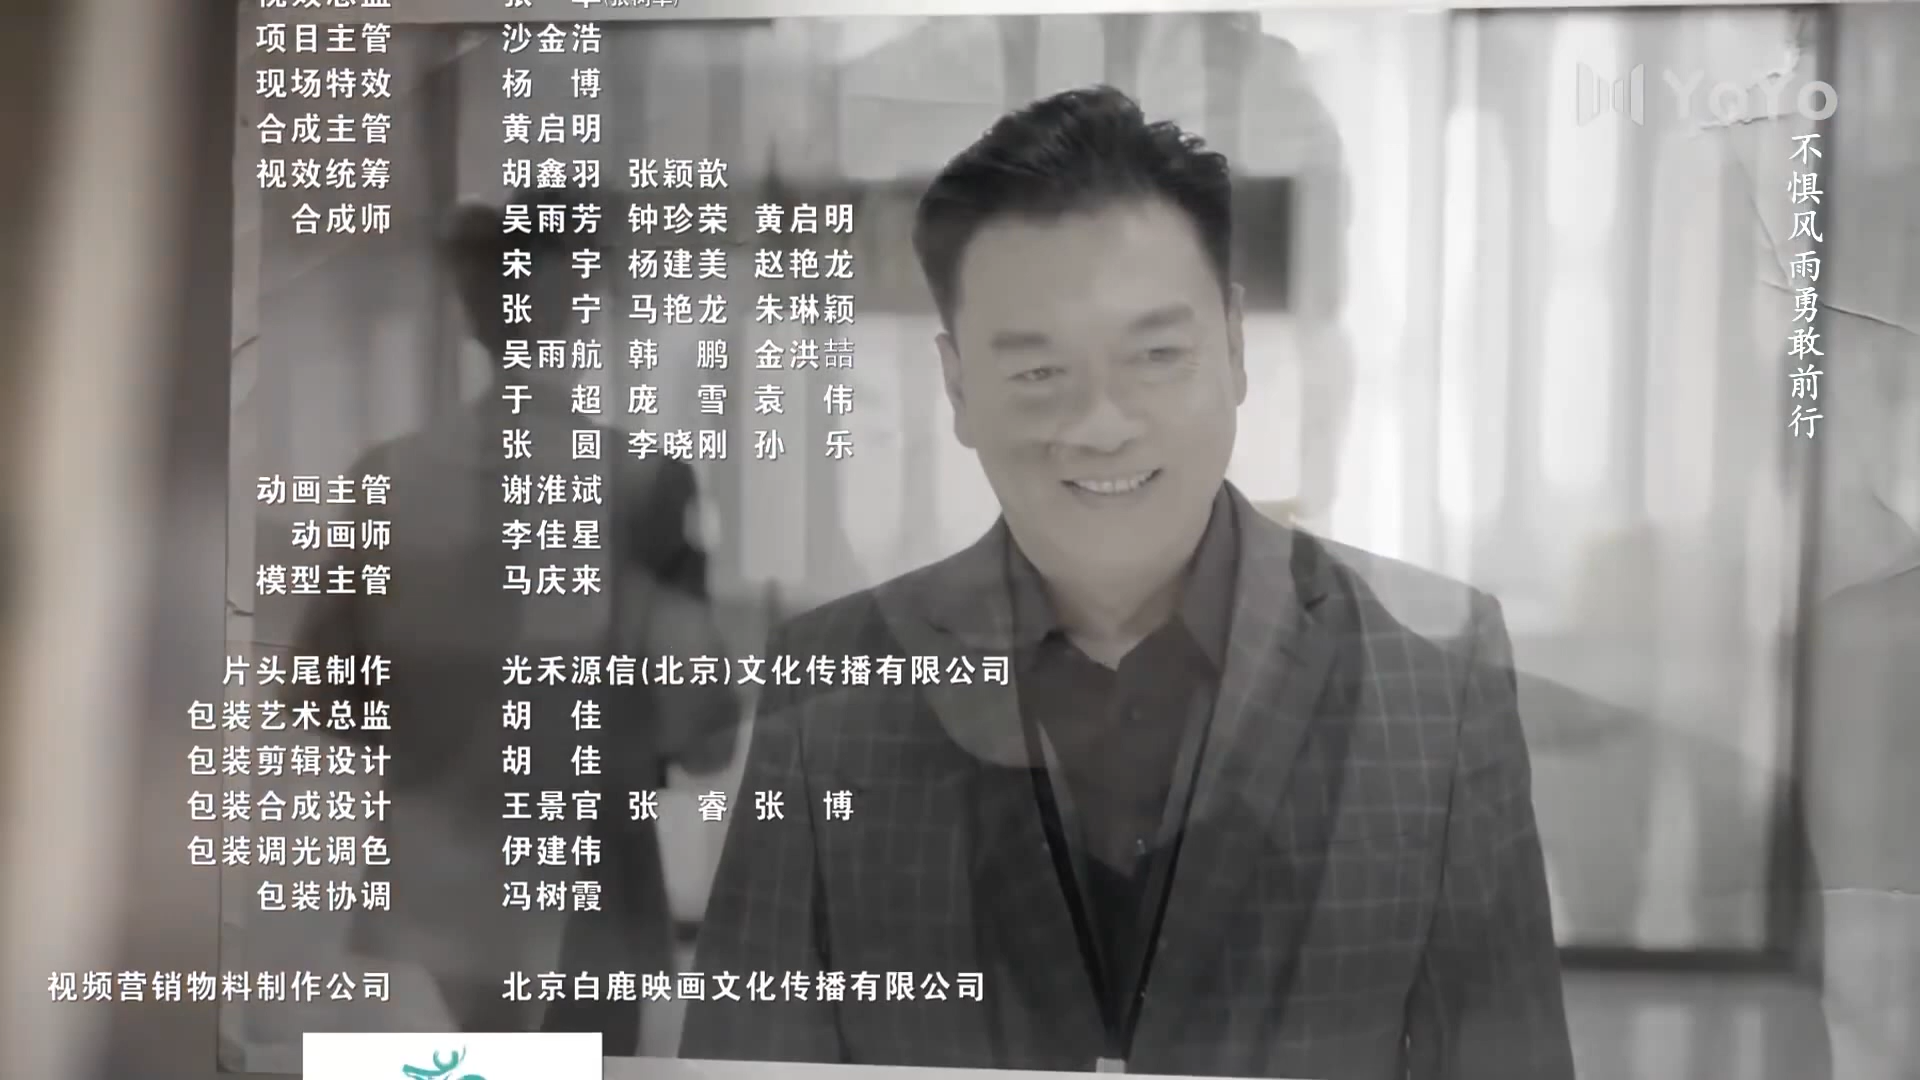 项目主管 沙金浩
现场特效 杨 博
合成主管 黄启明
视效统筹 胡鑫羽 张颖歆
合成师 吴雨芳 钟珍荣 黄启明
宋 宇 杨建美 赵艳龙
张 宁 马艳龙 朱琳颖
吴雨航 韩 鹏 金洪喆
于 超 庞 雪 袁 伟
张 圆 李晓刚 孙 乐
动画主管 谢淮斌
动画师 李佳星
模型主管 马庆来
片头尾制作 光禾源信(北京)文化传播有限公司
包装艺术总监 胡 佳
包装剪辑设计 胡 佳
包装合成设计 王景官 张 睿 张 博
包装调光调色 伊建伟
包装协调 冯树霞
视频营销物料制作公司 北京白鹿映画文化传播有限公司
YoYo
不惧风雨勇敢前行